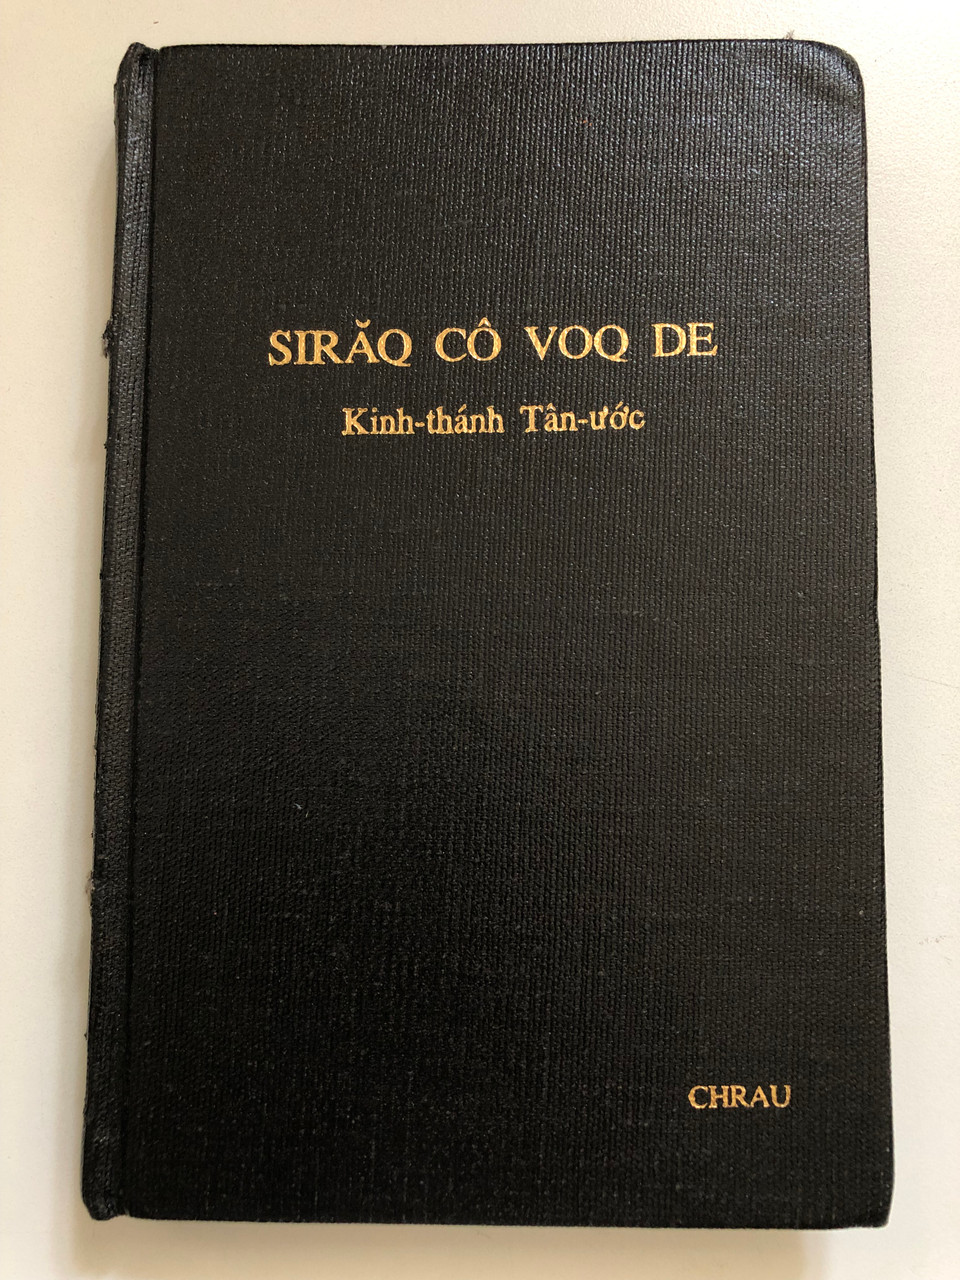 SIRĂQ CÔ VOQ DE
Kinh-thánh Tân-ước
CHRAU